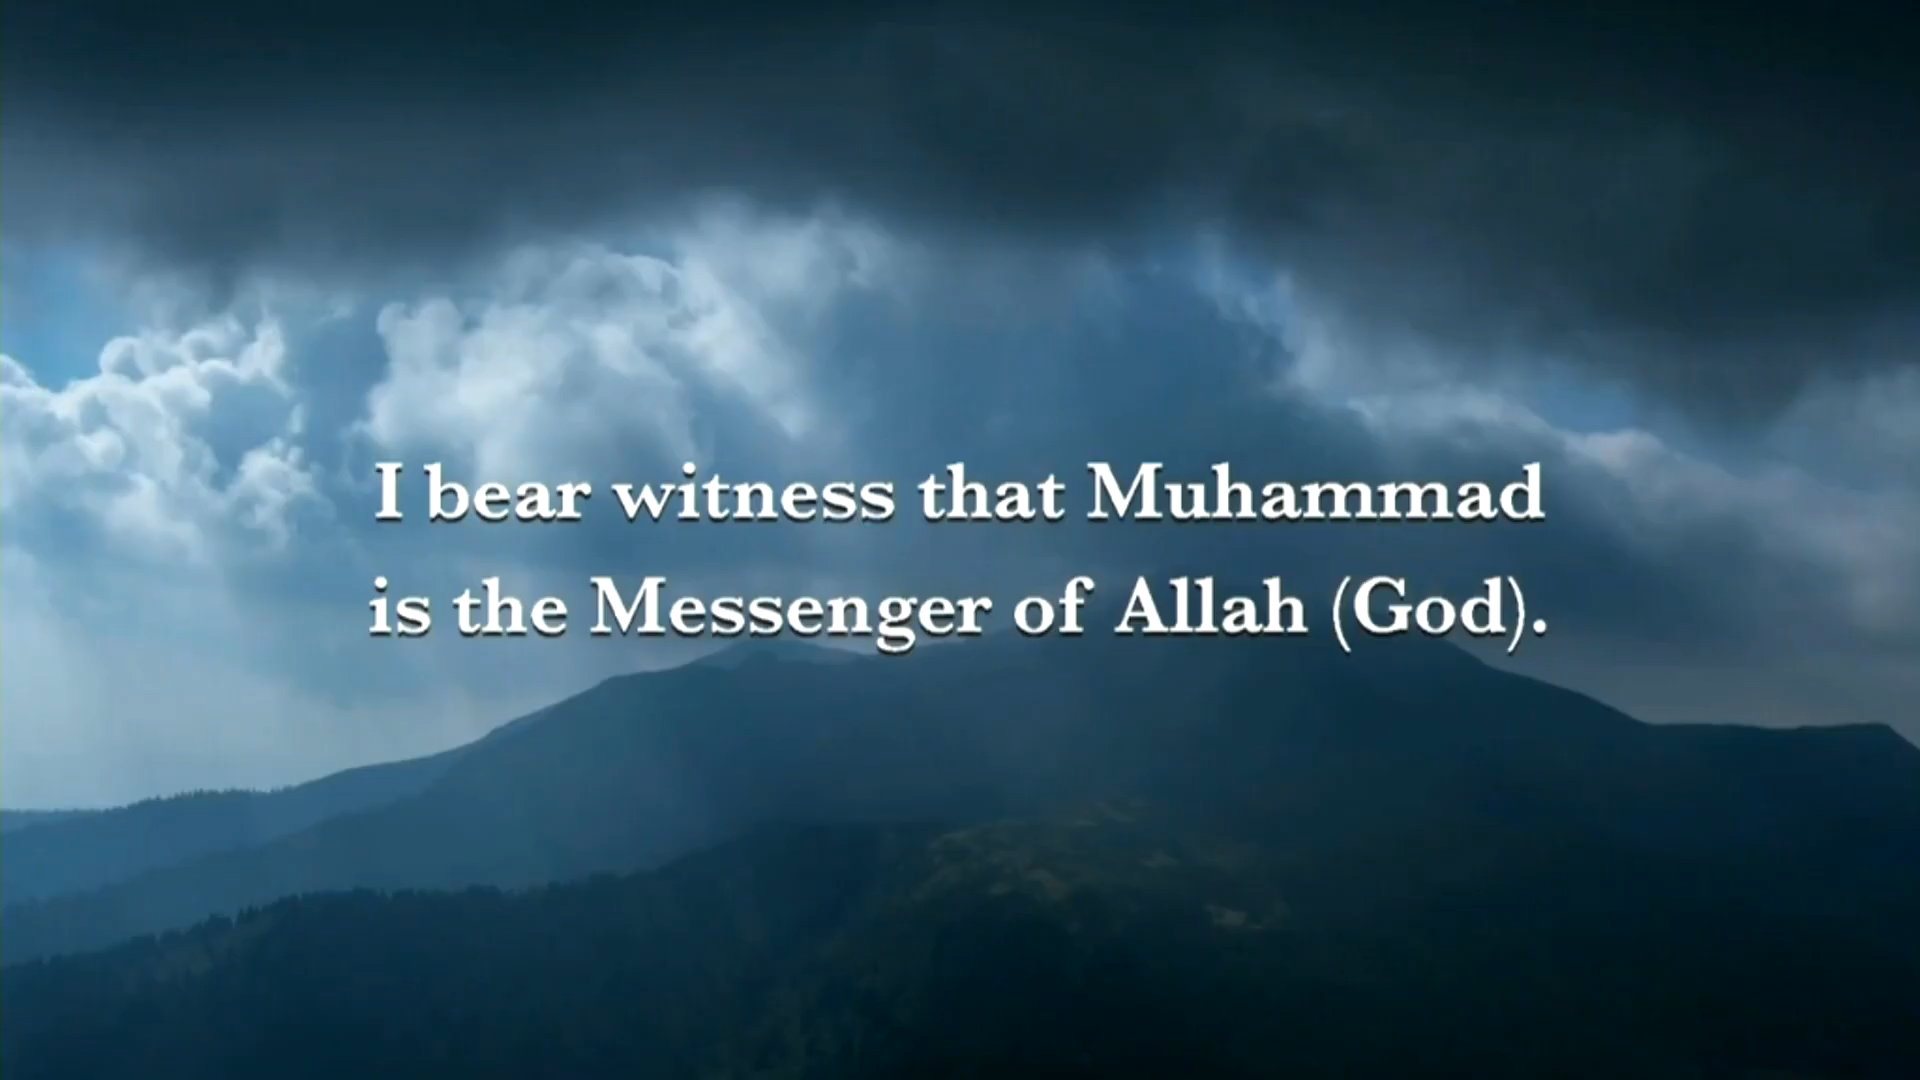 I bear witness that Muhammad
is the Messenger of Allah (God).